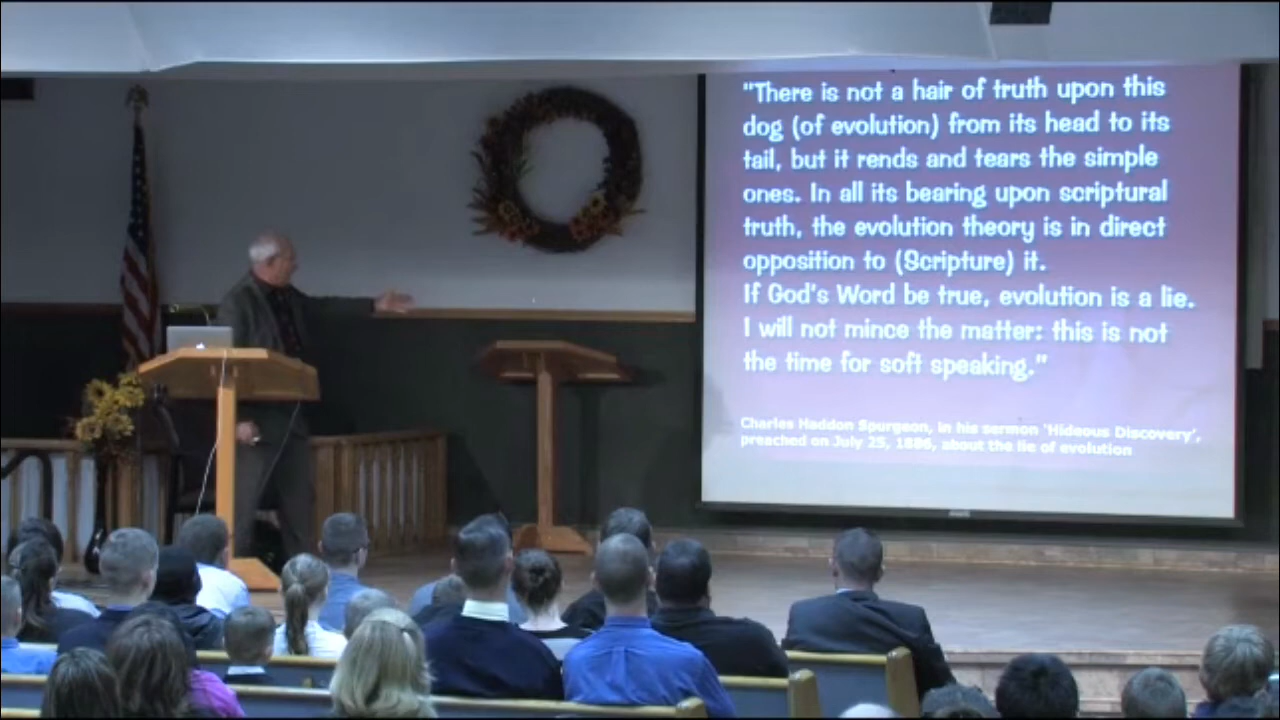 "There is not a hair of truth upon this
dog (of evolution) from its head to its
tail, but it rends and tears the simple
ones. In all its bearing upon scriptural
truth, the evolution theory is in direct
opposition to (Scripture) it.
If God's Word be true, evolution is a lie.
I will not mince the matter: this is not
the time for soft speaking."
Charles Haddon Spurgeon, in his sermon 'Hideous Discovery',
preached on July 25, 1886, about the lie of evolution